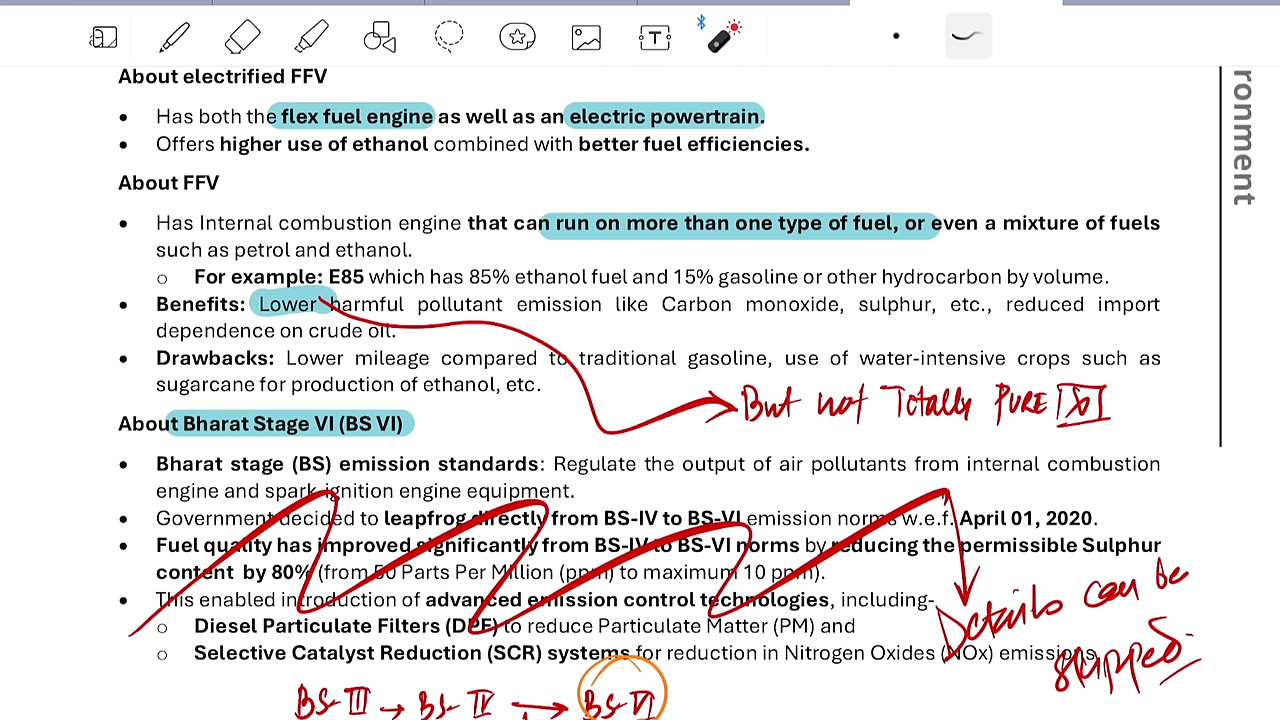 About electrified FFV
• Has both the flex fuel engine as well as an electric powertrain.
• Offers higher use of ethanol combined with better fuel efficiencies.
About FFV
• Has Internal combustion engine that can run on more than one type of fuel, or even a mixture of fuels
such as petrol and ethanol.
o For example: E85 which has 85% ethanol fuel and 15% gasoline or other hydrocarbon by volume.
• Benefits: Lower harmful pollutant emission like Carbon monoxide, sulphur, etc., reduced import
dependence on crude oil.
• Drawbacks: Lower mileage compared to traditional gasoline, use of water-intensive crops such as
sugarcane for production of ethanol, etc.
But not Totally PURE
About Bharat Stage VI (BS VI)
• Bharat stage (BS) emission standards: Regulate the output of air pollutants from internal combustion
engine and spark-ignition engine equipment.
• Government decided to leapfrog directly from BS-IV to BS-VI emission norms w.e.f. April 01, 2020.
• Fuel quality has improved significantly from BS-IV to BS-VI norms by reducing the permissible Sulphur
content by 80% (from 50 Parts Per Million (ppm) to maximum 10 ppm).
• This enabled introduction of advanced emission control technologies, including-
o Diesel Particulate Filters (DPF) to reduce Particulate Matter (PM) and
o Selective Catalyst Reduction (SCR) systems for reduction in Nitrogen Oxides (NOx) emissions.
Details can be
skipped.
BS-III → BS-IV → BS-VI
ronment
T